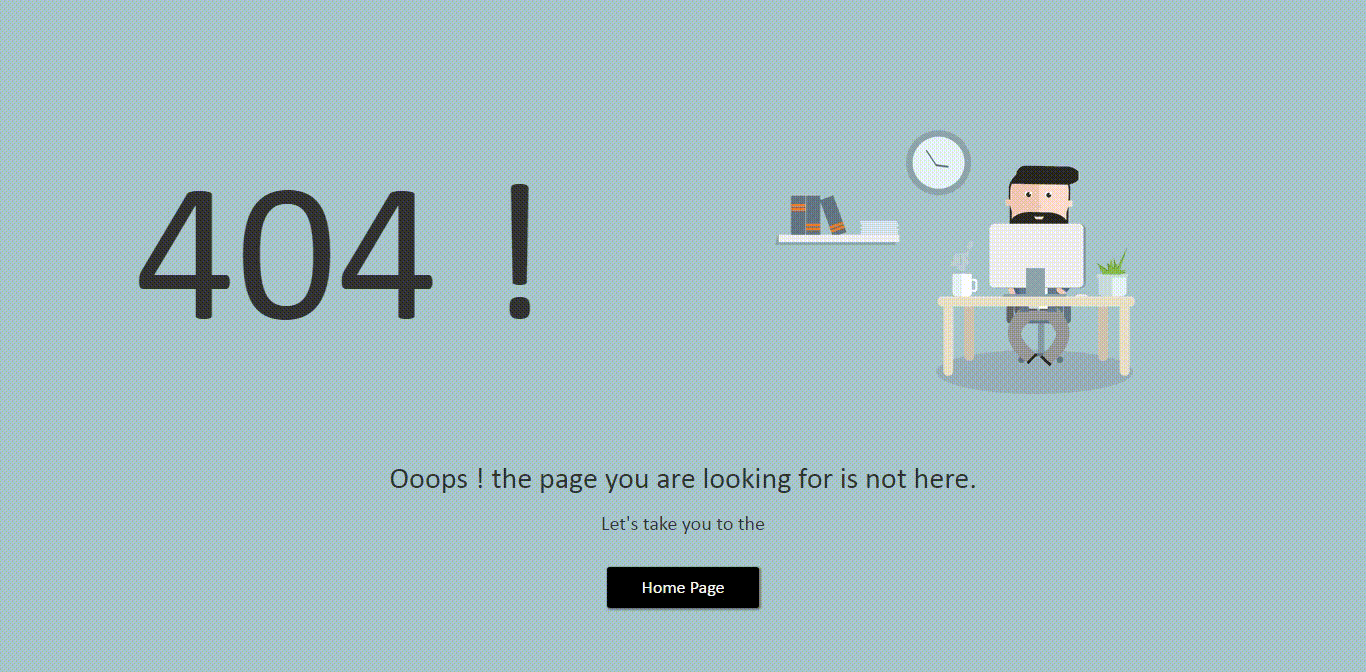 404 !
Ooops ! the page you are looking for is not here.
Let's take you to the
Home Page